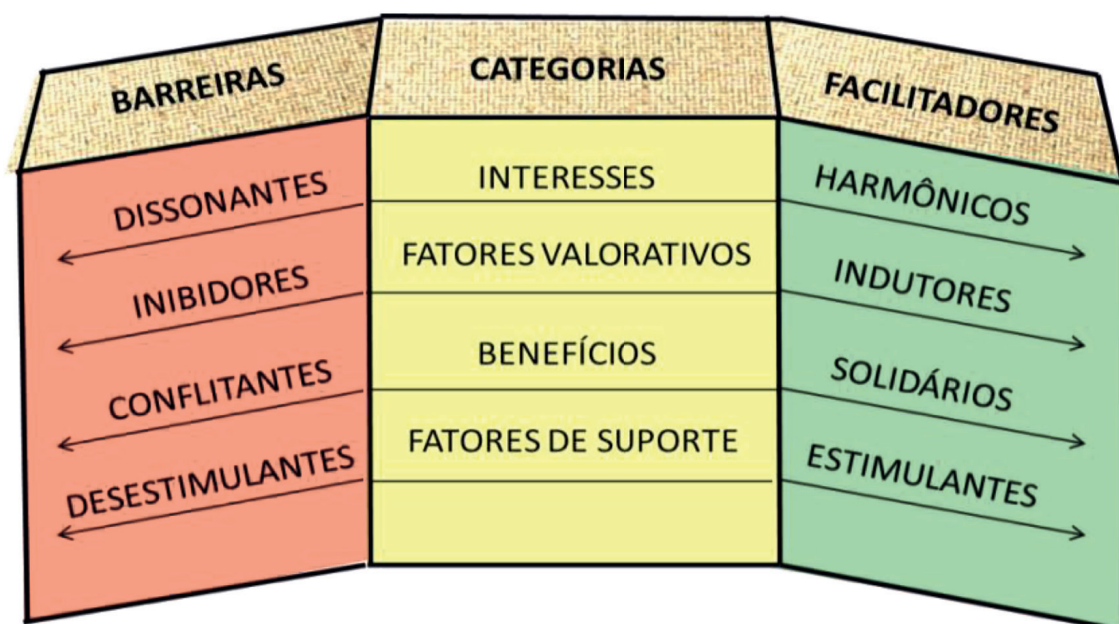 BARREIRAS
CATEGORIAS
FACILITADORES
DISSONANTES
INTERESSES
HARMÔNICOS
INIBIDORES
FATORES VALORATIVOS
INDUTORES
CONFLITANTES
BENEFÍCIOS
SOLIDÁRIOS
DESESTIMULANTES
FATORES DE SUPORTE
ESTIMULANTES